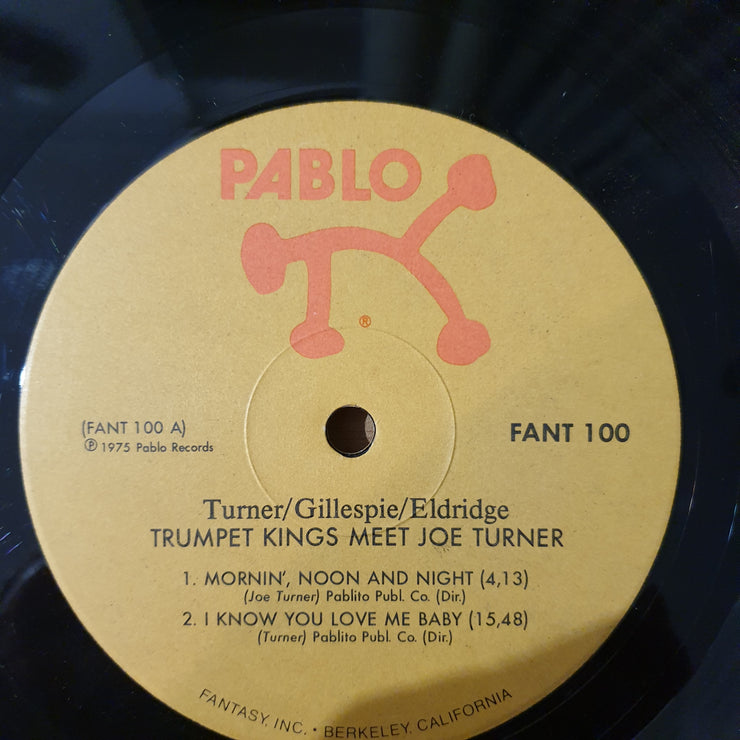 PABLO
®
(FANT 100 A)
℗ 1975 Pablo Records
FANT 100
Turner/Gillespie/Eldridge
TRUMPET KINGS MEET JOE TURNER
1. MORNIN', NOON AND NIGHT (4,13)
(Joe Turner) Pablito Publ. Co. (Dir.)
2. I KNOW YOU LOVE ME BABY (15,48)
(Turner) Pablito Publ. Co. (Dir.)
FANTASY, INC. • BERKELEY, CALIFORNIA